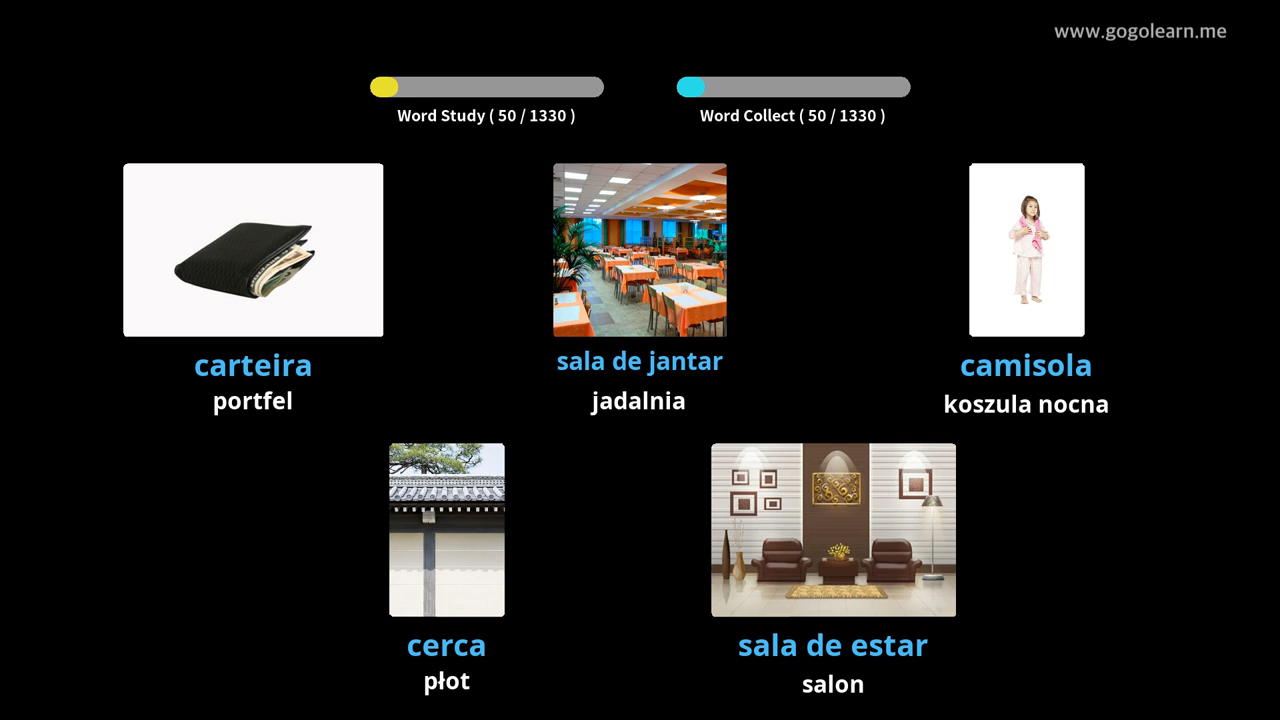 www.gogolearn.me
Word Study ( 50 / 1330 )
Word Collect ( 50 / 1330 )
carteira
portfel
sala de jantar
jadalnia
camisola
koszula nocna
cerca
płot
sala de estar
salon